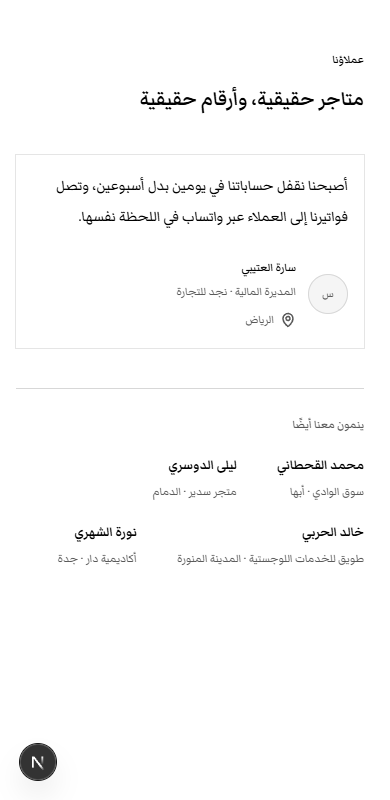 عملاؤنا
متاجر حقيقية، وأرقام حقيقية
أصبحنا نقفل حساباتنا في يومين بدل أسبوعين، وتصل
فواتيرنا إلى العملاء عبر واتساب في اللحظة نفسها.
سارة العتيبي
المديرة المالية · نجد للتجارة
س
الرياض
ينمون معنا أيضًا
محمد القحطاني
سوق الوادي · أبها
ليلى الدوسري
متجر سدير · الدمام
خالد الحربي
طويق للخدمات اللوجستية · المدينة المنورة
نورة الشهري
أكاديمية دار · جدة
N